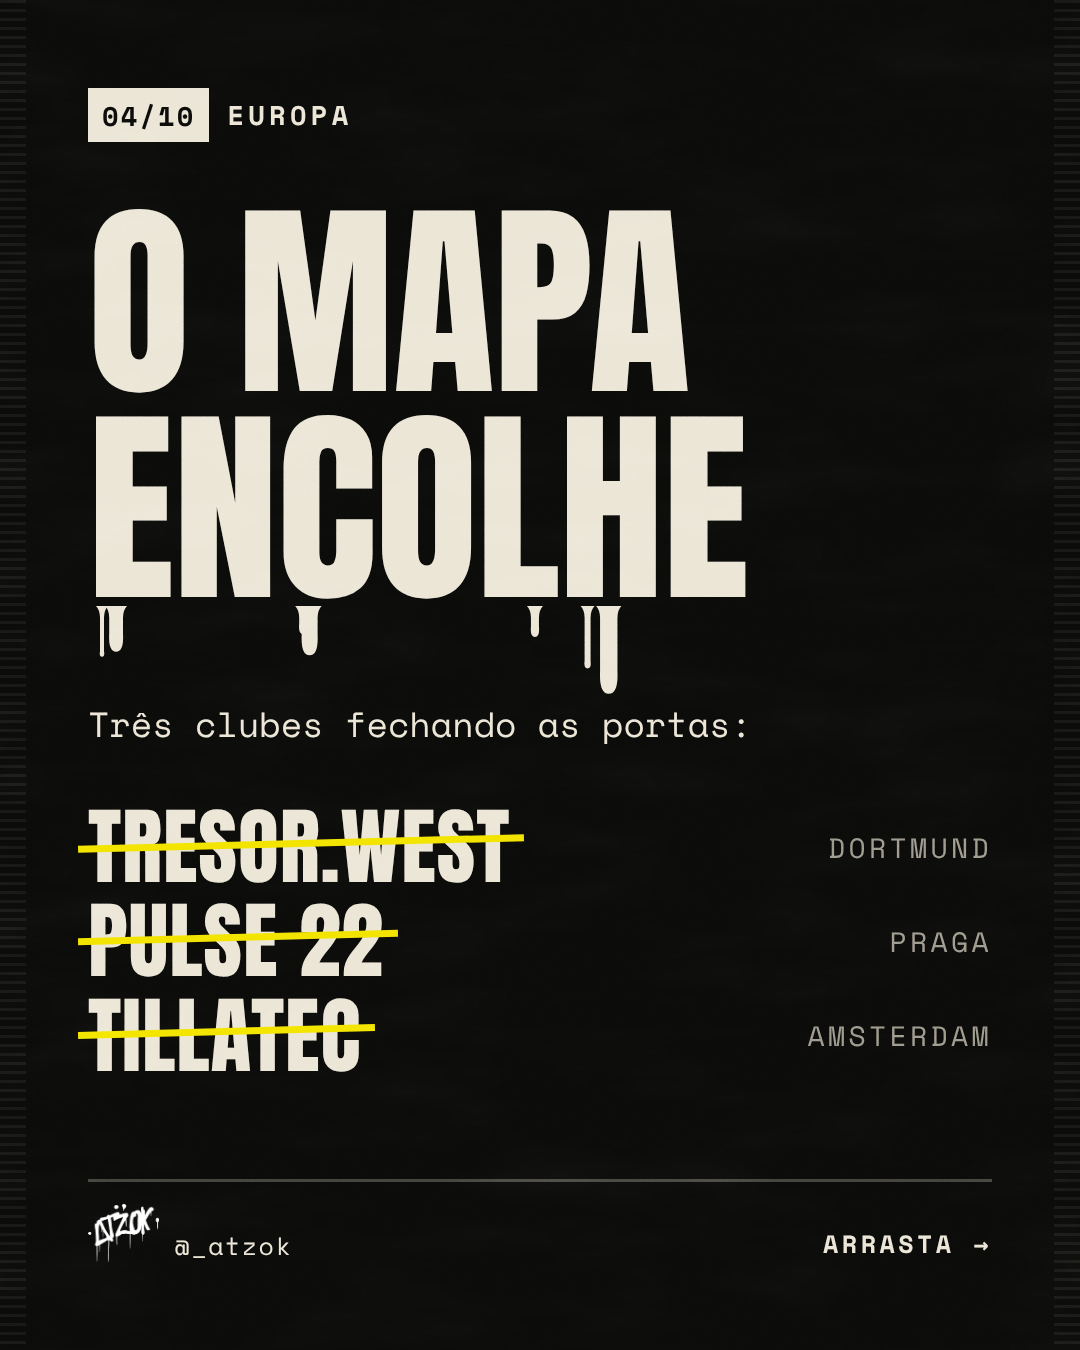 04/10 EUROPA
O MAPA
ENCOLHE
Três clubes fechando as portas:
TRESOR.WEST DORTMUND
PULSE 22 PRAGA
TILLATEC AMSTERDAM
ATZOK @_atzok ARRASTA →